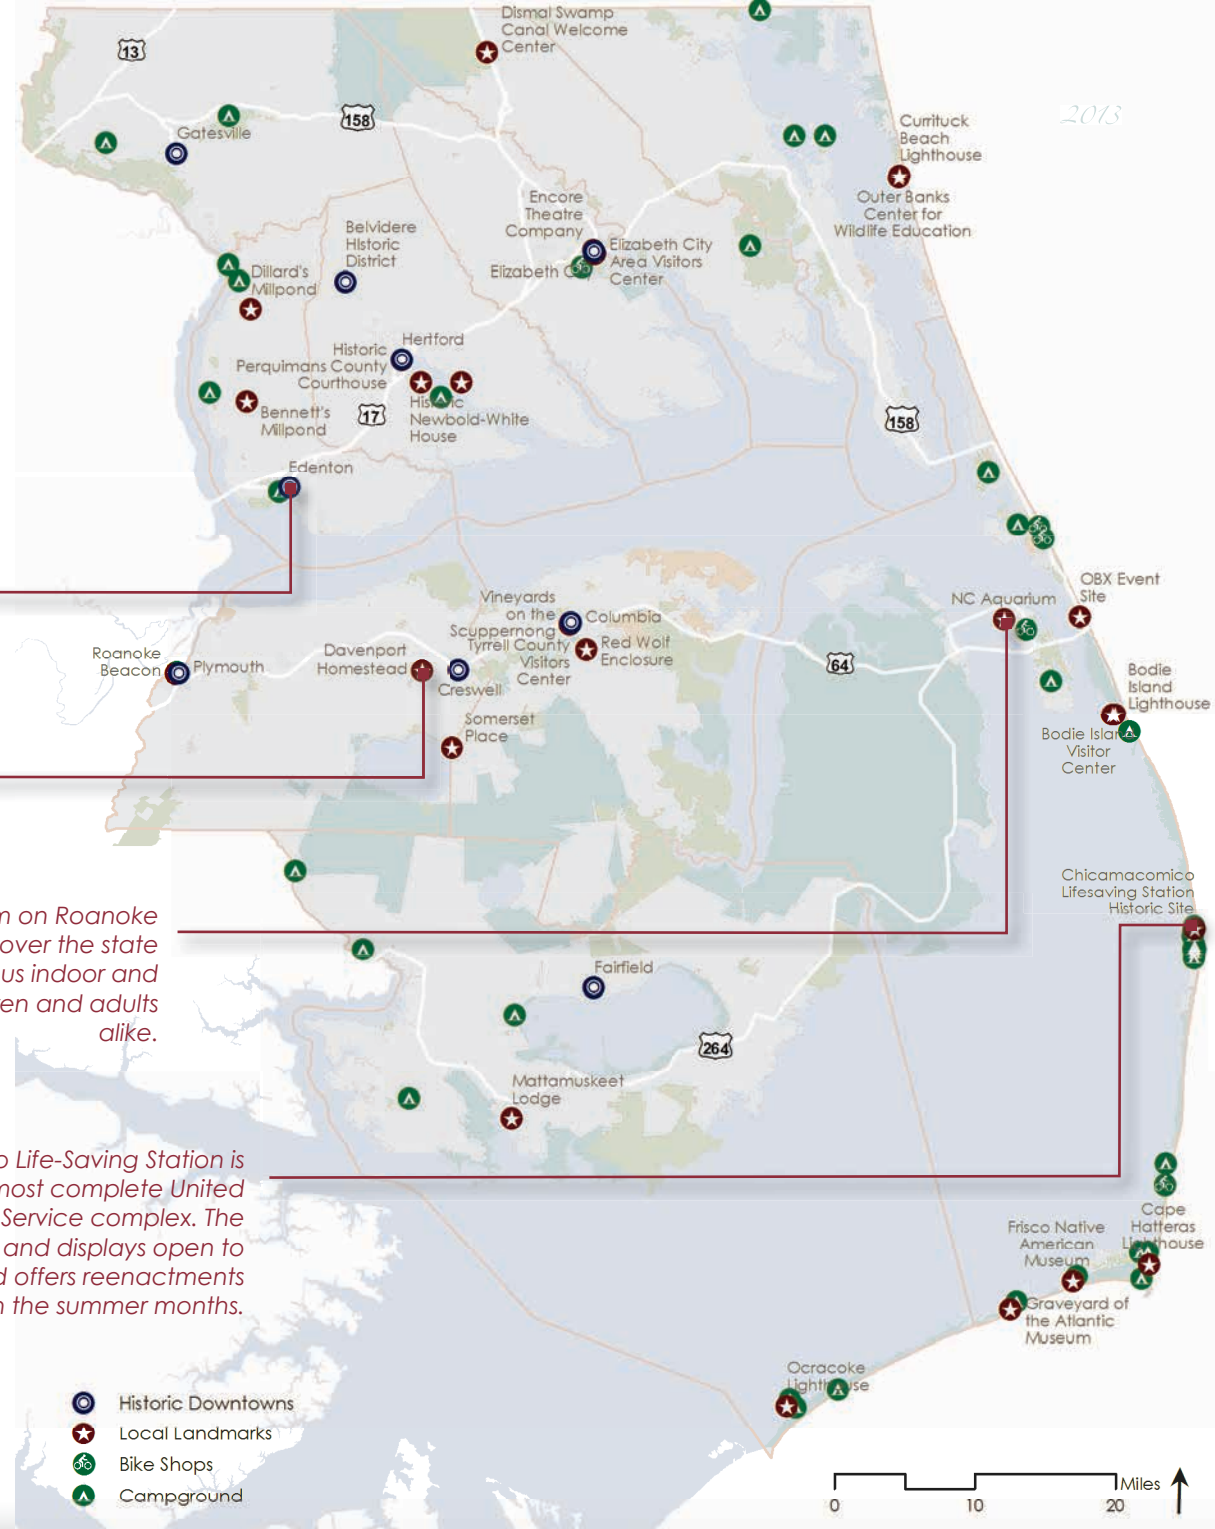 Dismal Swamp
Canal Welcome
Center
13
2013
158
Gatesville
Currituck
Beach
Lighthouse
Outer Banks
Center for
Wildlife Education
Encore
Theatre
Company
Belvidere
Historic
District
Elizabeth City
Area Visitors
Center
Elizabeth
Dillard's
Millpond
Hertford
Historic
Perquimans County
Courthouse
Historic
Newbold-White
House
Bennett's
Millpond
17
158
Edenton
OBX Event
Site
NC Aquarium
Vineyards
on the
Scuppernong
Columbia
Tyrrell County
Visitors
Center
Red Wolf
Enclosure
Roanoke
Beacon
Plymouth
Davenport
Homestead
Creswell
64
Bodie
Island
Lighthouse
Somerset
Place
Bodie Island
Visitor
Center
Chicamacomico
Lifesaving Station
Historic Site
on Roanoke
over the state
us indoor and
en and adults
alike.
Fairfield
264
Mattamuskeet
Lodge
o Life-Saving Station is
most complete United
Service complex. The
and displays open to
d offers reenactments
n the summer months.
Cape
Hatteras
Lighthouse
Frisco Native
American
Museum
Graveyard of
the Atlantic
Museum
Ocracoke
Lighthouse
Historic Downtowns
Local Landmarks
Bike Shops
Campground
Miles
0 10 20